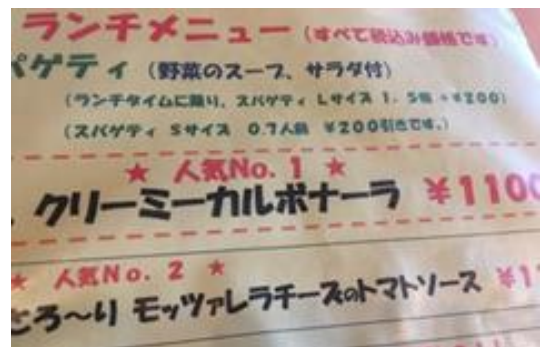 ランチメニュー(すべて税込み価格です)
パゲティ(野菜のスープ、サラダ付)
(ランチタイムに限り、スパゲティ Lサイズ 1.5倍 +¥200)
(スパゲティ Sサイズ 0.7人前 ¥200引きです。)
★ 人気No.1 ★
クリーミーカルボナーラ ¥1100
★ 人気No.2 ★
とろ~り モッツァレラチーズのトマトソース